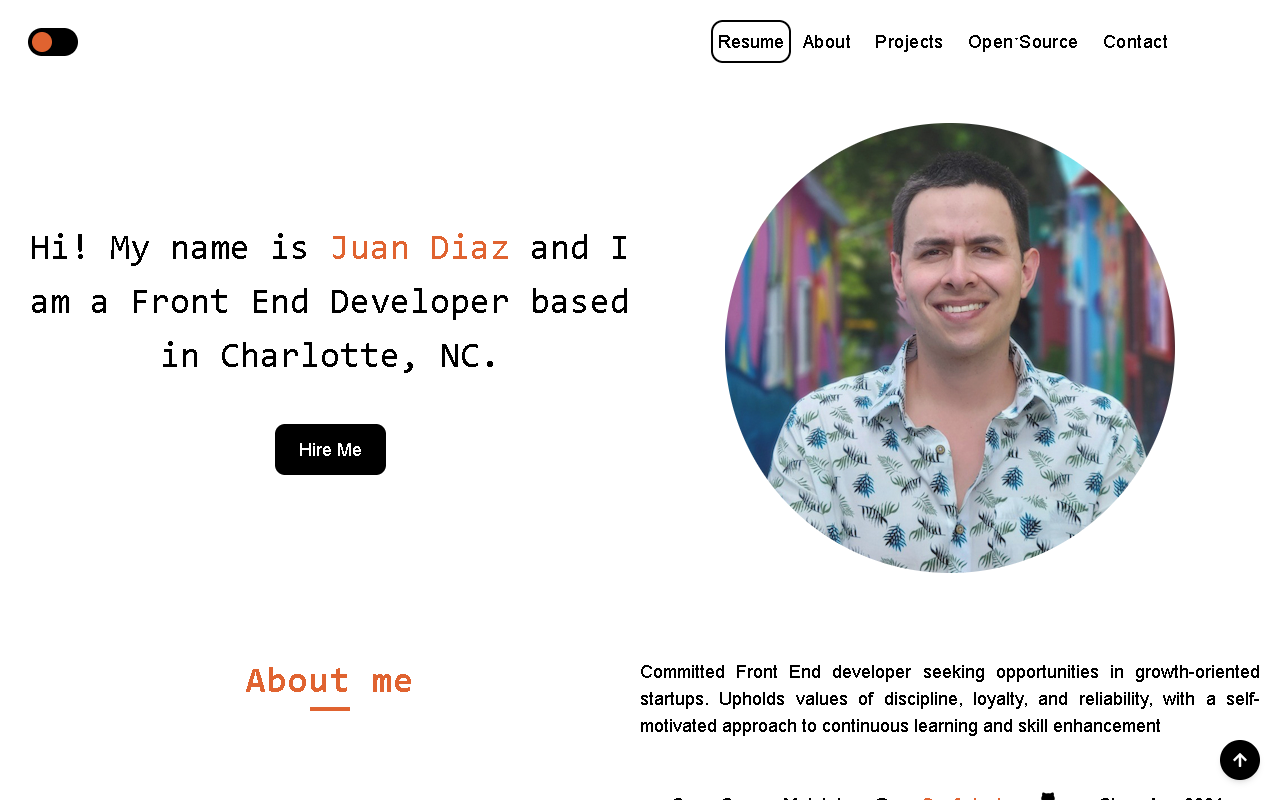 Resume About Projects Open-Source Contact
Hi! My name is Juan Diaz and I
am a Front End Developer based
in Charlotte, NC.
Hire Me
About me
Committed Front End developer seeking opportunities in growth-oriented
startups. Upholds values of discipline, loyalty, and reliability, with a self-
motivated approach to continuous learning and skill enhancement